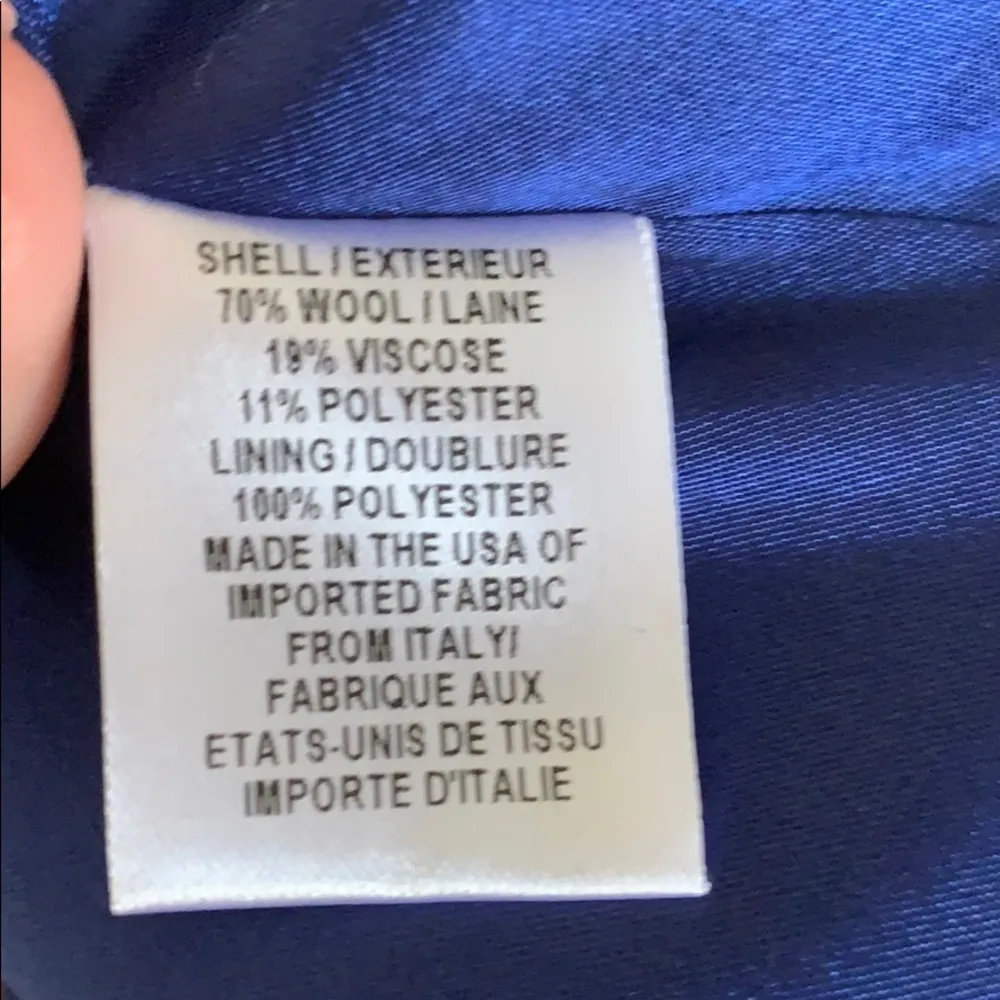 SHELL / EXTERIEUR
70% WOOL / LAINE
19% VISCOSE
11% POLYESTER
LINING / DOUBLURE
100% POLYESTER
MADE IN THE USA OF
IMPORTED FABRIC
FROM ITALY/
FABRIQUE AUX
ETATS-UNIS DE TISSU
IMPORTE D'ITALIE